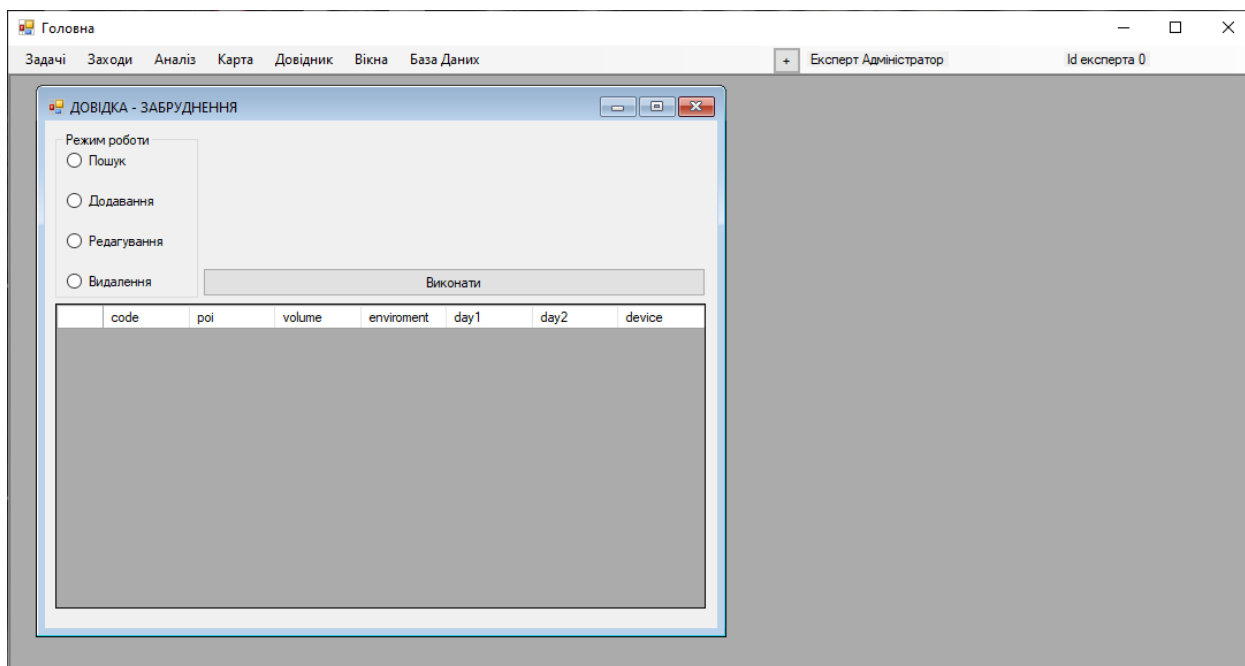 Головна
Задачі Заходи Аналіз Карта Довідник Вікна База Даних + Експерт Адміністратор Id експерта 0
ДОВІДКА - ЗАБРУДНЕННЯ
Режим роботи
Пошук
Додавання
Редагування
Видалення
Виконати
code poi volume enviroment day1 day2 device